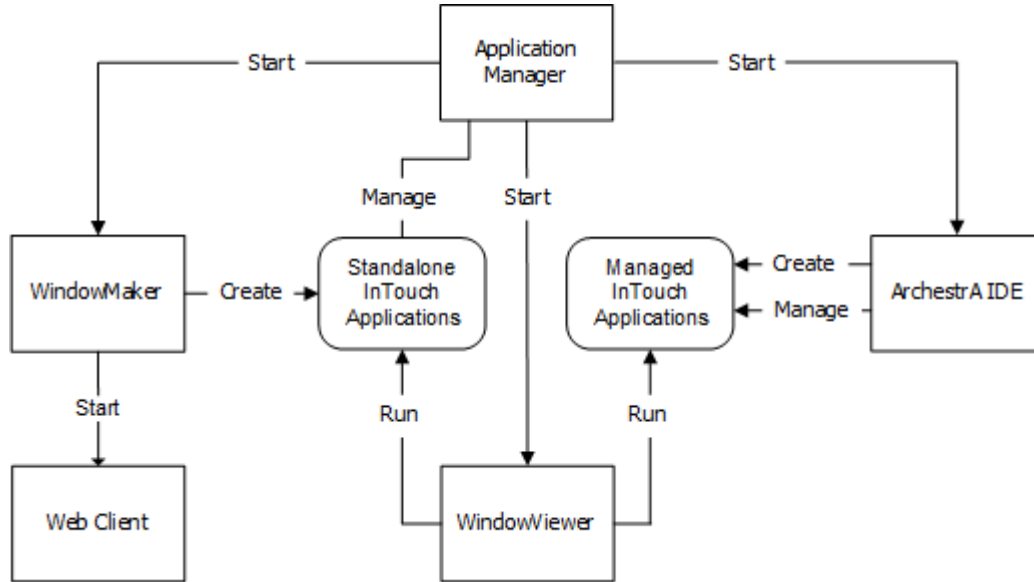 Application
Manager
Start
Start
Manage
Start
WindowMaker
Create
Standalone
InTouch
Applications
Managed
InTouch
Applications
Create
Manage
ArchestrA IDE
Start
Run
Run
Web Client
WindowViewer